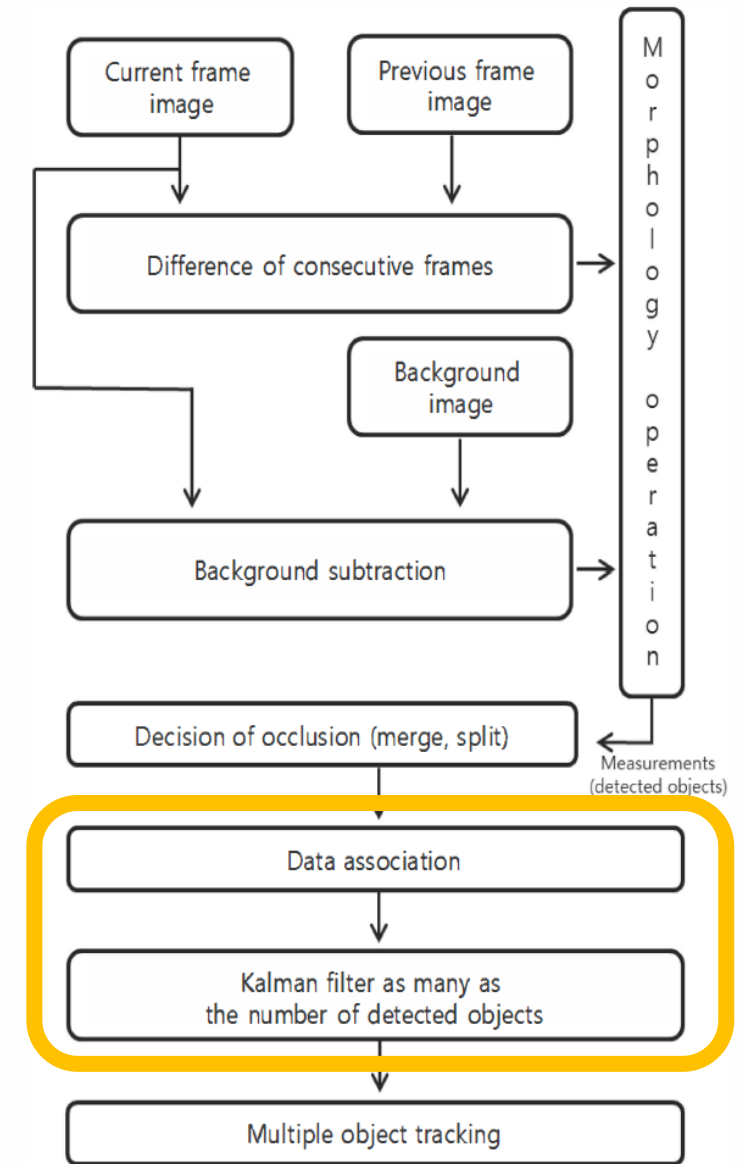 Current frame
image
Previous frame
image
Morphology operation
Difference of consecutive frames
Background
image
Background subtraction
Decision of occlusion (merge, split)
Measurements
(detected objects)
Data association
Kalman filter as many as
the number of detected objects
Multiple object tracking